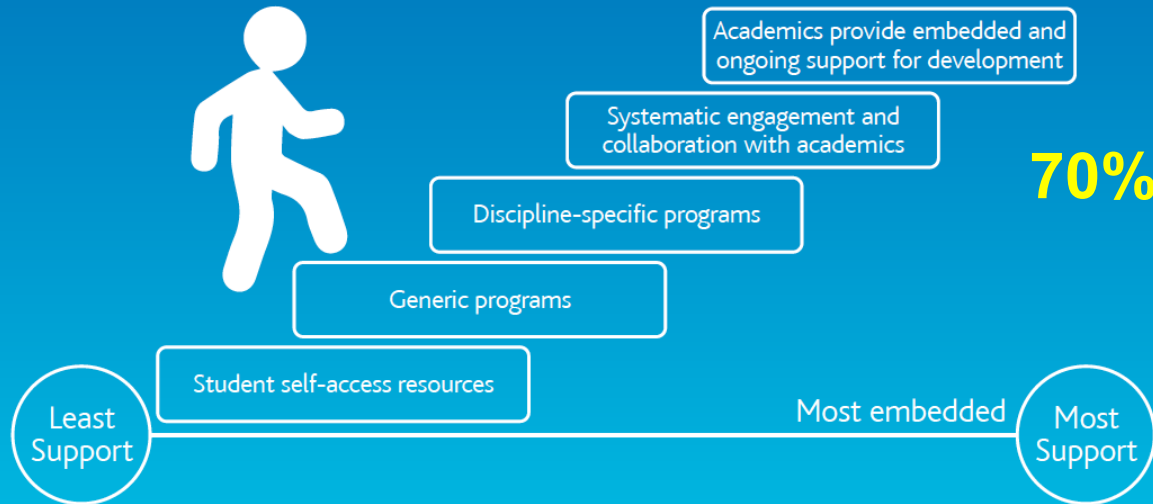 Academics provide embedded and
ongoing support for development
Systematic engagement and
collaboration with academics
70%
Discipline-specific programs
Generic programs
Student self-access resources
Least
Support
Most embedded
Most
Support